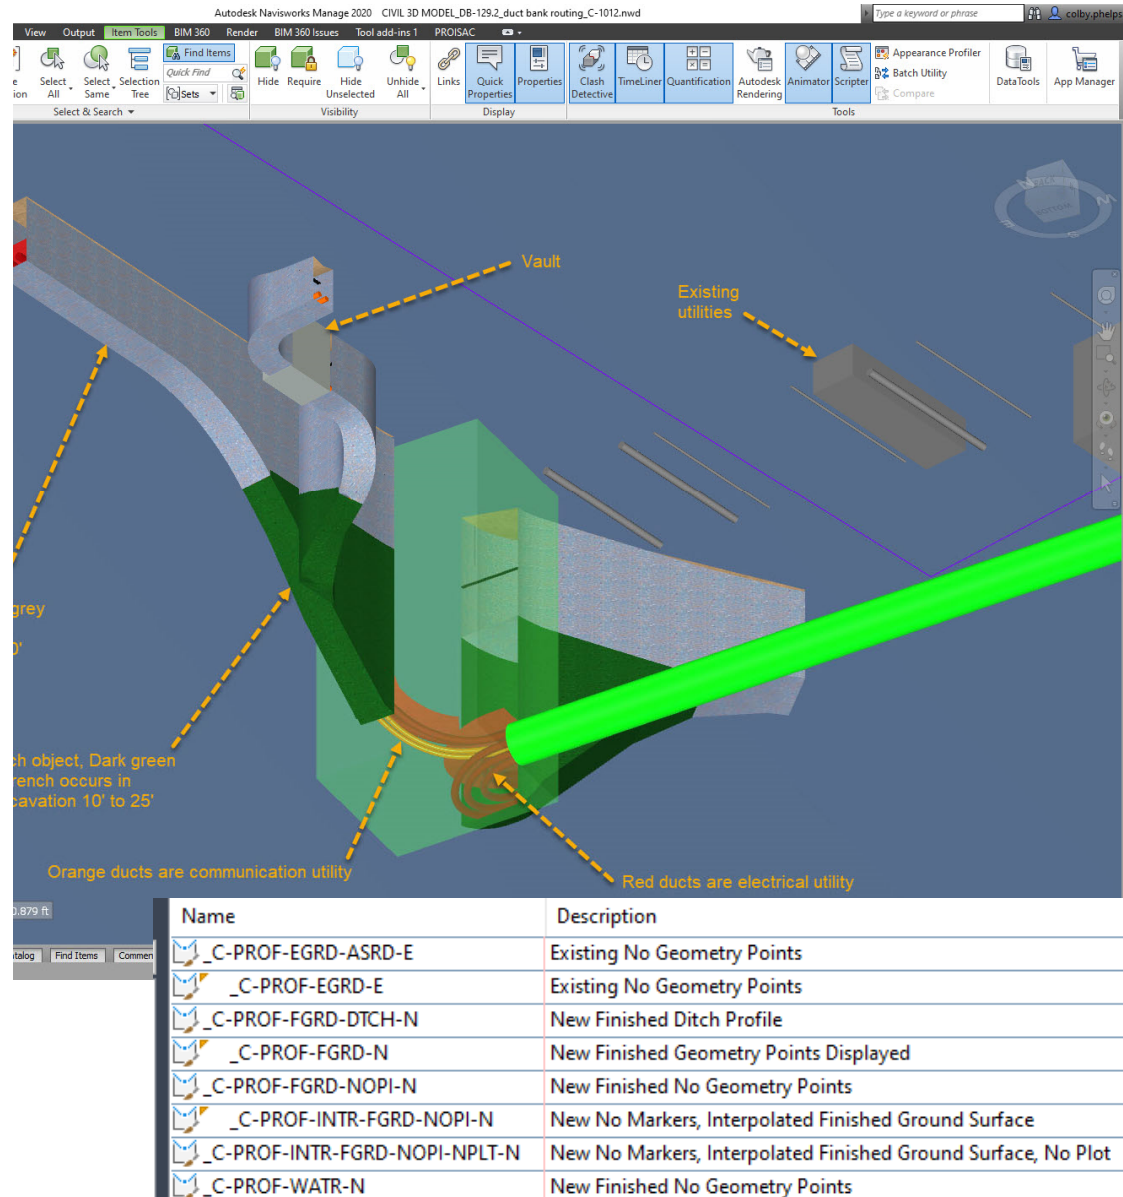 Autodesk Navisworks Manage 2020 CIVIL 3D MODEL_DB-129.2_duct bank routing_C-1012.nwd
Type a keyword or phrase
colby.phelps
View Output Item Tools BIM 360 Render BIM 360 Issues Tool add-ins 1 PROISAC
Select All
Select Same
Selection Tree
Find Items
Quick Find
Sets
Hide
Require
Hide Unselected
Unhide All
Links
Quick Properties
Properties
Clash Detective
TimeLiner
Quantification
Autodesk Rendering
Animator
Scripter
Appearance Profiler
Batch Utility
Compare
DataTools
App Manager
Select & Search
Visibility
Display
Tools
Vault
Existing
utilities
BOTTOM
grey
0'
ch object, Dark green
rench occurs in
cavation 10' to 25'
Orange ducts are communication utility
Red ducts are electrical utility
0.879 ft
atalog Find Items Commen
Name Description
_C-PROF-EGRD-ASRD-E Existing No Geometry Points
_C-PROF-EGRD-E Existing No Geometry Points
_C-PROF-FGRD-DTCH-N New Finished Ditch Profile
_C-PROF-FGRD-N New Finished Geometry Points Displayed
_C-PROF-FGRD-NOPI-N New Finished No Geometry Points
_C-PROF-INTR-FGRD-NOPI-N New No Markers, Interpolated Finished Ground Surface
_C-PROF-INTR-FGRD-NOPI-NPLT-N New No Markers, Interpolated Finished Ground Surface, No Plot
_C-PROF-WATR-N New Finished No Geometry Points